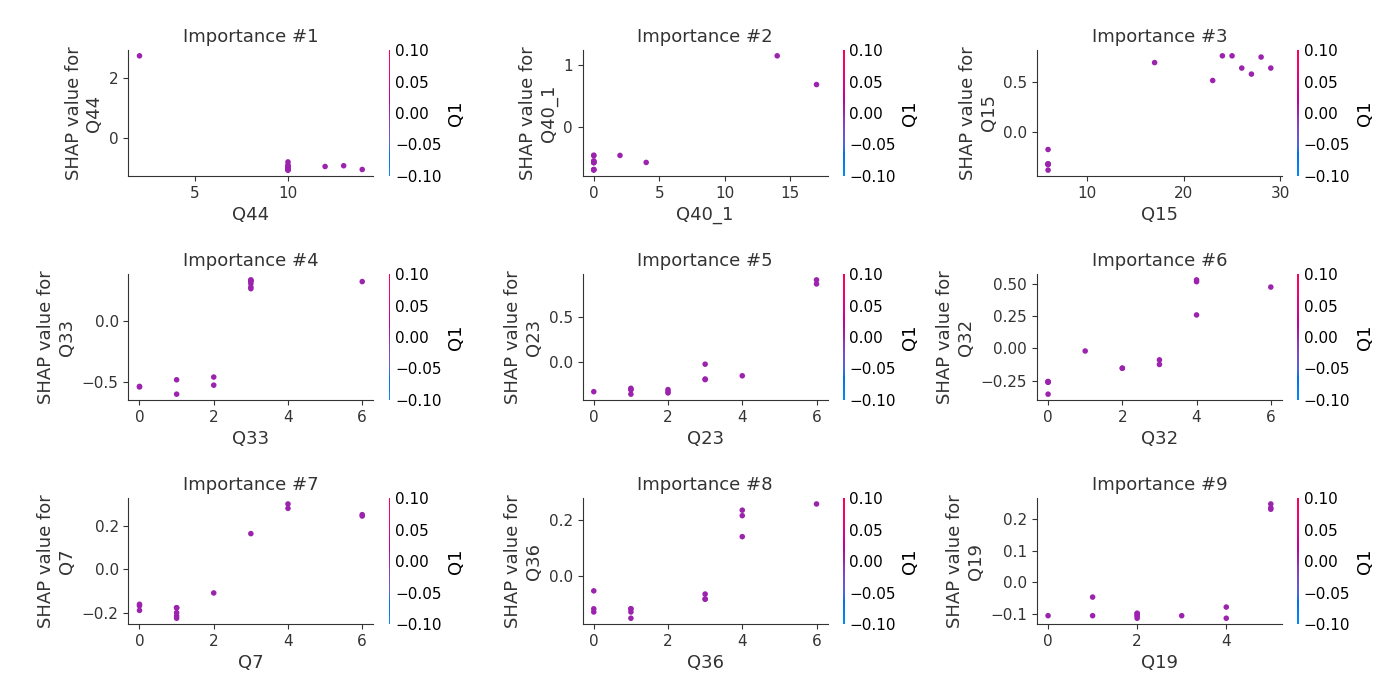 Importance #1
SHAP value for
Q44
2
0
5
10
Q44
0.10
0.05
0.00
−0.05
−0.10
Q1
Importance #2
SHAP value for
Q40_1
1
0
0
5
10
15
Q40_1
0.10
0.05
0.00
−0.05
−0.10
Q1
Importance #3
SHAP value for
Q15
0.5
0.0
10
20
30
Q15
0.10
0.05
0.00
−0.05
−0.10
Q1
Importance #4
SHAP value for
Q33
0.0
−0.5
0
2
4
6
Q33
0.10
0.05
0.00
−0.05
−0.10
Q1
Importance #5
SHAP value for
Q23
0.5
0.0
0
2
4
6
Q23
0.10
0.05
0.00
−0.05
−0.10
Q1
Importance #6
SHAP value for
Q32
0.50
0.25
0.00
−0.25
0
2
4
6
Q32
0.10
0.05
0.00
−0.05
−0.10
Q1
Importance #7
SHAP value for
Q7
0.2
0.0
−0.2
0
2
4
6
Q7
0.10
0.05
0.00
−0.05
−0.10
Q1
Importance #8
SHAP value for
Q36
0.2
0.0
0
2
4
6
Q36
0.10
0.05
0.00
−0.05
−0.10
Q1
Importance #9
SHAP value for
Q19
0.2
0.1
0.0
−0.1
0
2
4
Q19
0.10
0.05
0.00
−0.05
−0.10
Q1